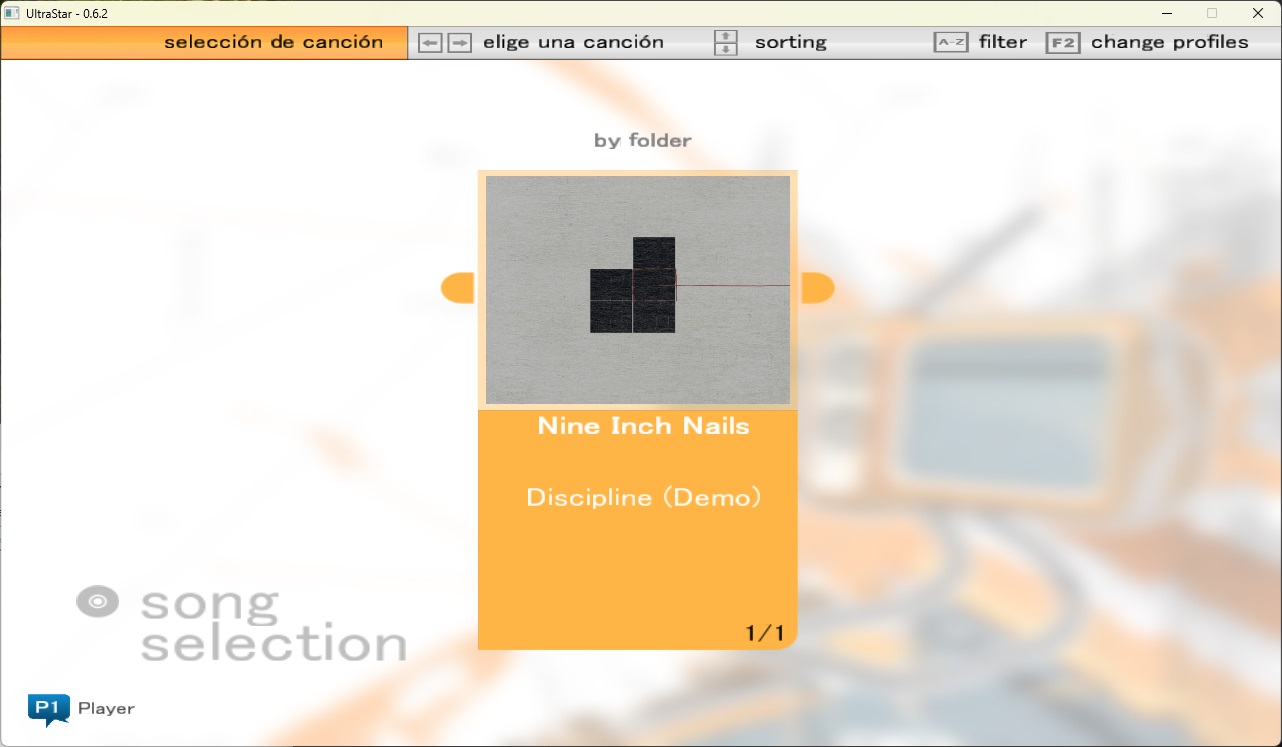 UltraStar - 0.6.2
selección de canción
elige una canción
sorting
A-Z filter
F2 change profiles
by folder
Nine Inch Nails
Discipline (Demo)
1/1
song
selection
P1 Player